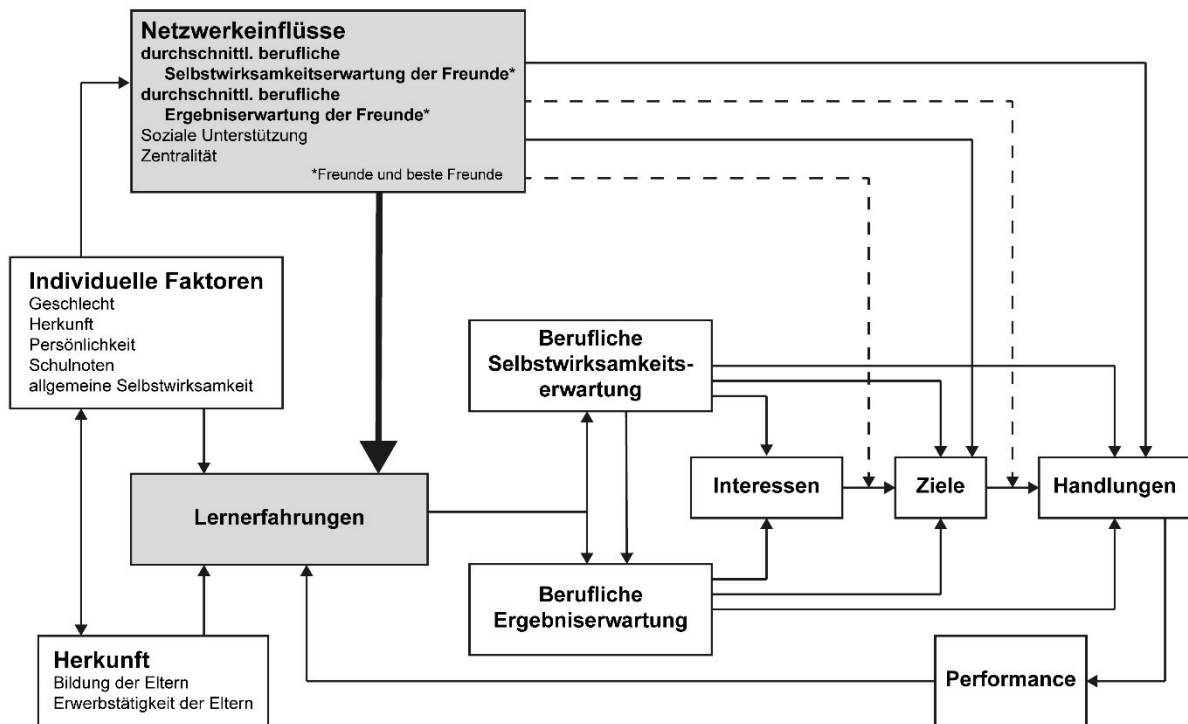 Netzwerkeinflüsse
durchschnittl. berufliche
Selbstwirksamkeitserwartung der Freunde*
durchschnittl. berufliche
Ergebniserwartung der Freunde*
Soziale Unterstützung
Zentralität
*Freunde und beste Freunde
Individuelle Faktoren
Geschlecht
Herkunft
Persönlichkeit
Schulnoten
allgemeine Selbstwirksamkeit
Berufliche
Selbstwirksamkeits-
erwartung
Interessen
Ziele
Handlungen
Lernerfahrungen
Berufliche
Ergebniserwartung
Herkunft
Bildung der Eltern
Erwerbstätigkeit der Eltern
Performance